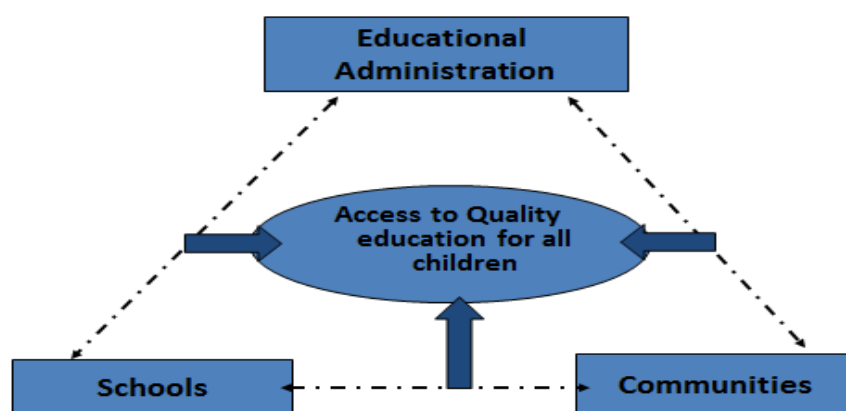 Educational
Administration
Access to Quality
education for all
children
Schools
Communities